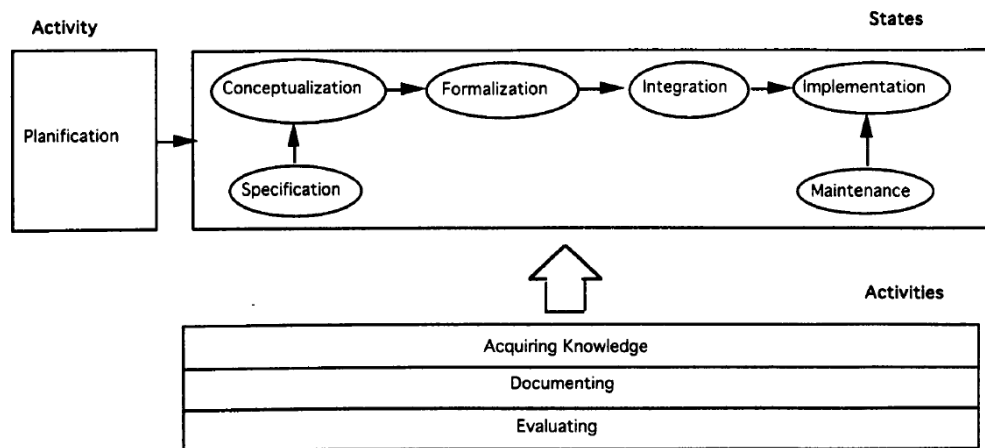 Activity
States
Planification
Conceptualization
Formalization
Integration
Implementation
Specification
Maintenance
Activities
Acquiring Knowledge
Documenting
Evaluating